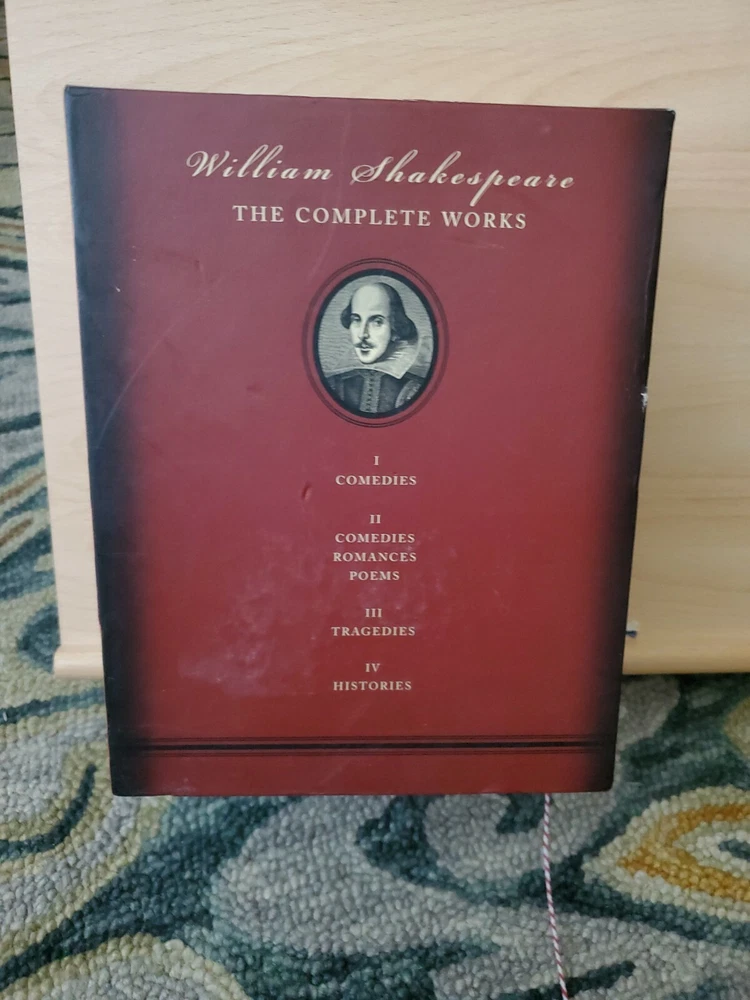 William Shakespeare
THE COMPLETE WORKS
I
COMEDIES
II
COMEDIES
ROMANCES
POEMS
III
TRAGEDIES
IV
HISTORIES